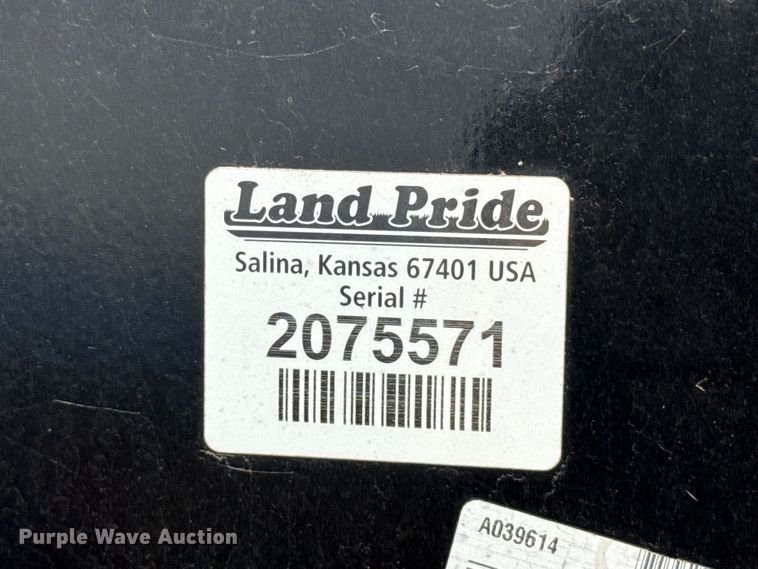 Land Pride
Salina, Kansas 67401 USA
Serial #
2075571
A039614
Purple Wave Auction